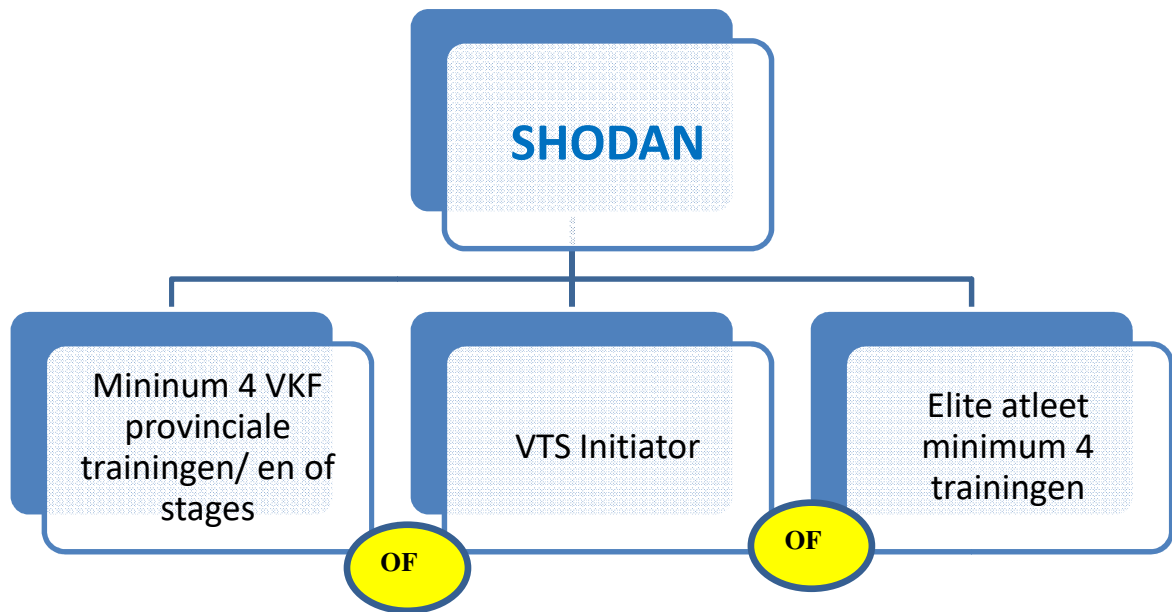 SHODAN
Mininum 4 VKF
provinciale
trainingen/ en of
stages
OF
VTS Initiator
OF
Elite atleet
minimum 4
trainingen